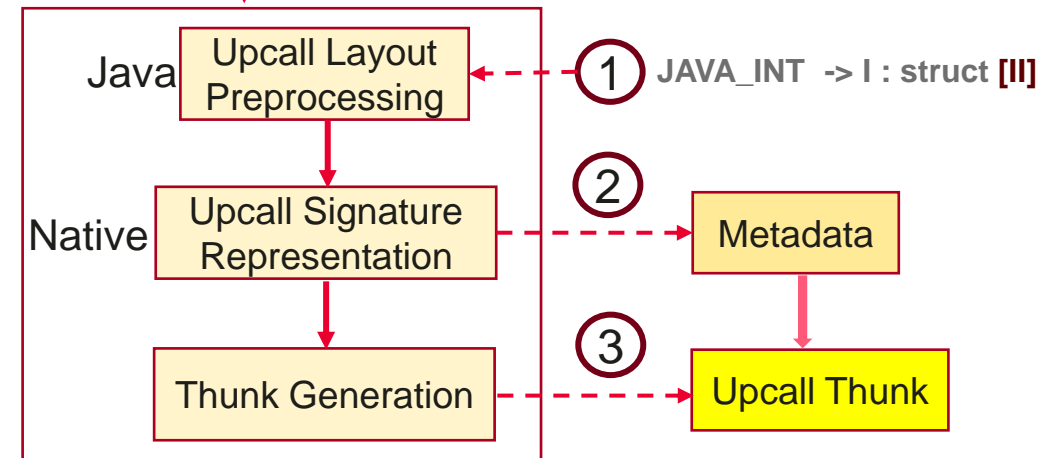 Java
Upcall Layout
Preprocessing
1
JAVA_INT -> I : struct [II]
Native
Upcall Signature
Representation
2
Metadata
Thunk Generation
3
Upcall Thunk